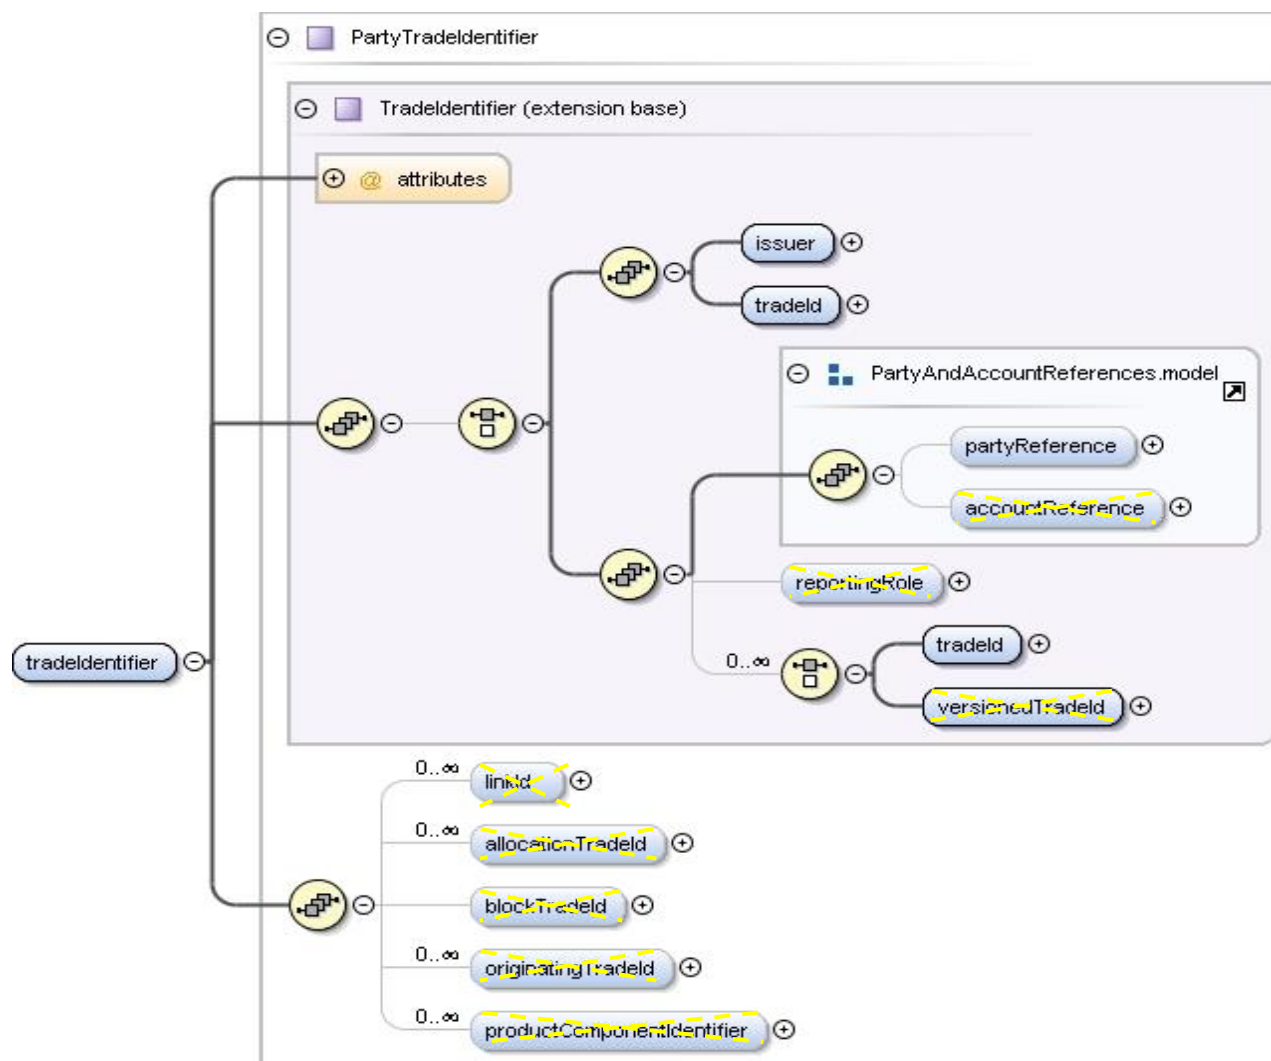 PartyTradeIdentifier
TradeIdentifier (extension base)
@ attributes
issuer
tradeId
PartyAndAccountReferences.model
partyReference
accountReference
reportingRole
tradeIdentifier
0..∞
tradeId
versionedTradeId
0..∞
linkId
0..∞
allocationTradeId
blockTradeId
0..∞
originatingTradeId
0..∞
productComponentIdentifier